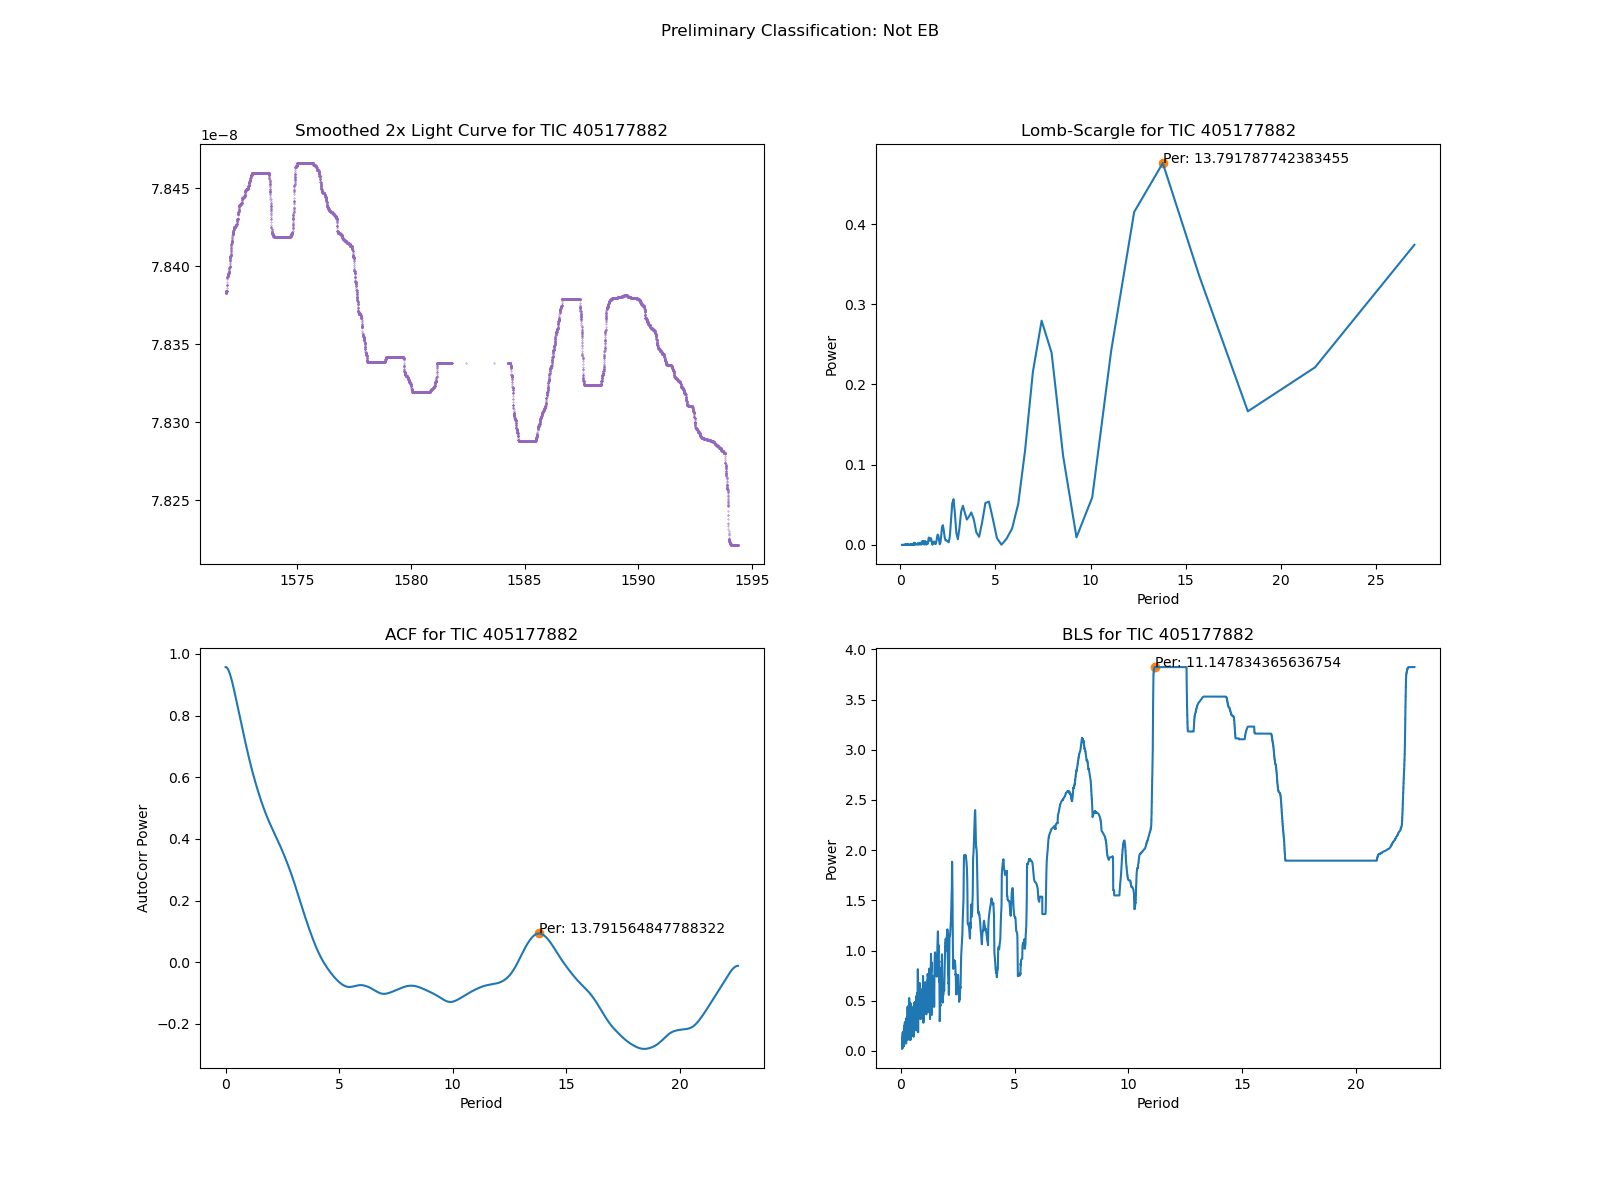 Preliminary Classification: Not EB
Smoothed 2x Light Curve for TIC 405177882
1e−8
7.845
7.840
7.835
7.830
7.825
1575 1580 1585 1590 1595
Lomb-Scargle for TIC 405177882
Per: 13.791787742383455
Power
0.4
0.3
0.2
0.1
0.0
0 5 10 15 20 25
Period
ACF for TIC 405177882
Per: 13.791564847788322
AutoCorr Power
1.0
0.8
0.6
0.4
0.2
0.0
−0.2
0 5 10 15 20
Period
BLS for TIC 405177882
Per: 11.147834365636754
Power
4.0
3.5
3.0
2.5
2.0
1.5
1.0
0.5
0.0
0 5 10 15 20
Period